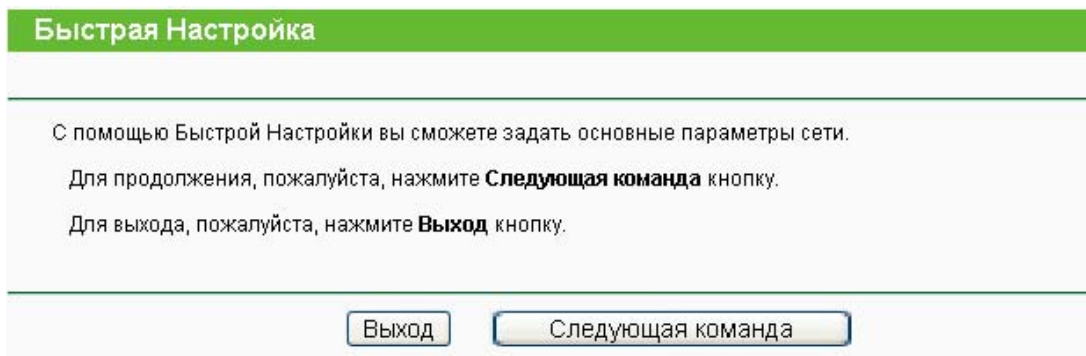 Быстрая Настройка
С помощью Быстрой Настройки вы сможете задать основные параметры сети.
Для продолжения, пожалуйста, нажмите Следующая команда кнопку.
Для выхода, пожалуйста, нажмите Выход кнопку.
Выход Следующая команда